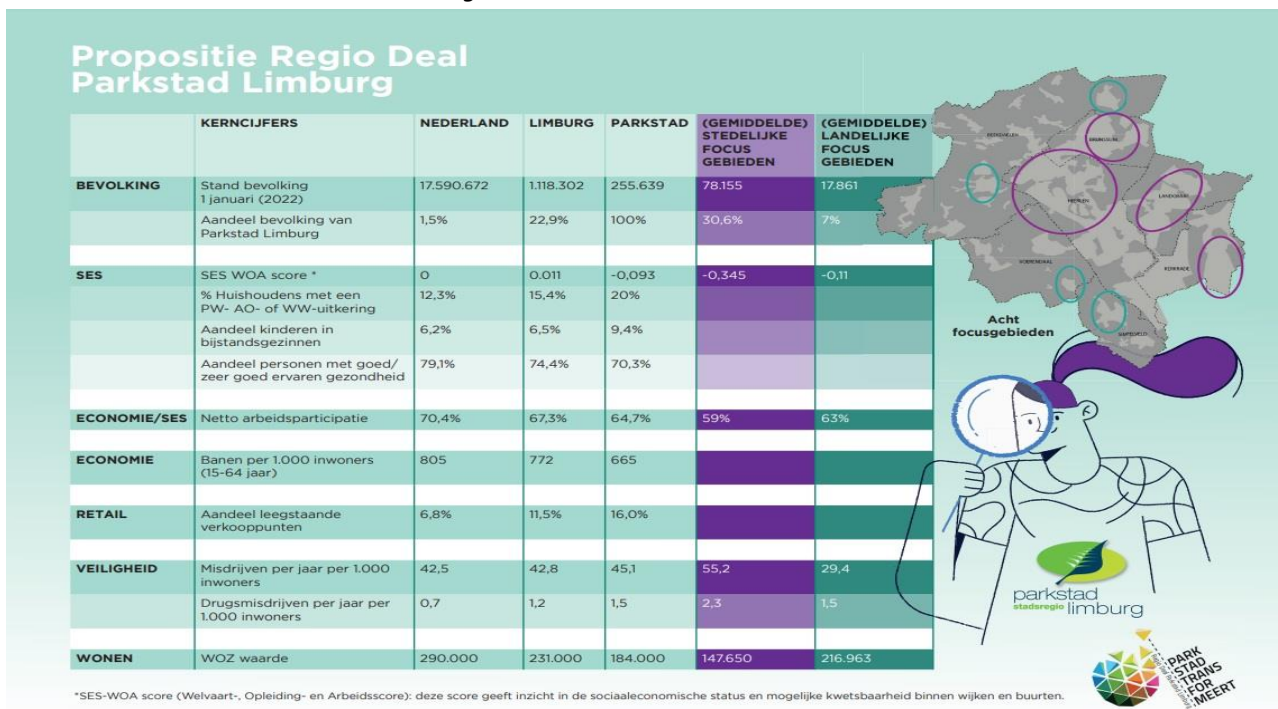 Propositie Regio Deal
Parkstad Limburg
KERNCIJFERS NEDERLAND LIMBURG PARKSTAD (GEMIDDELDE) STEDELIJKE FOCUS GEBIEDEN (GEMIDDELDE) LANDELIJKE FOCUS GEBIEDEN
BEVOLKING Stand bevolking 1 januari (2022) 17.590.672 1.118.302 255.639 78.155 17.861
Aandeel bevolking van Parkstad Limburg 1,5% 22,9% 100% 30,6% 7%
SES SES WOA score * 0 0.011 -0,093 -0,345 -0,11
% Huishoudens met een PW- AO- of WW-uitkering 12,3% 15,4% 20%
Aandeel kinderen in bijstandsgezinnen 6,2% 6,5% 9,4%
Aandeel personen met goed/ zeer goed ervaren gezondheid 79,1% 74,4% 70,3%
ECONOMIE/SES Netto arbeidsparticipatie 70,4% 67,3% 64,7% 59% 63%
ECONOMIE Banen per 1.000 inwoners (15-64 jaar) 805 772 665
RETAIL Aandeel leegstaande verkooppunten 6,8% 11,5% 16,0%
VEILIGHEID Misdrijven per jaar per 1.000 inwoners 42,5 42,8 45,1 55,2 29,4
Drugsmisdrijven per jaar per 1.000 inwoners 0,7 1,2 1,5 2,3 1,5
WONEN WOZ waarde 290.000 231.000 184.000 147.650 216.963
*SES-WOA score (Welvaart-, Opleiding- en Arbeidsscore): deze score geeft inzicht in de sociaaleconomische status en mogelijke kwetsbaarheid binnen wijken en buurten.
HEERLEN
LANDGRAAF
KERKRADE
VOERENDAAL
SIMPELVELD
Acht
focusgebieden
parkstad
stadsregio limburg
PARK
STAD
TRANS
FOR
MEERT